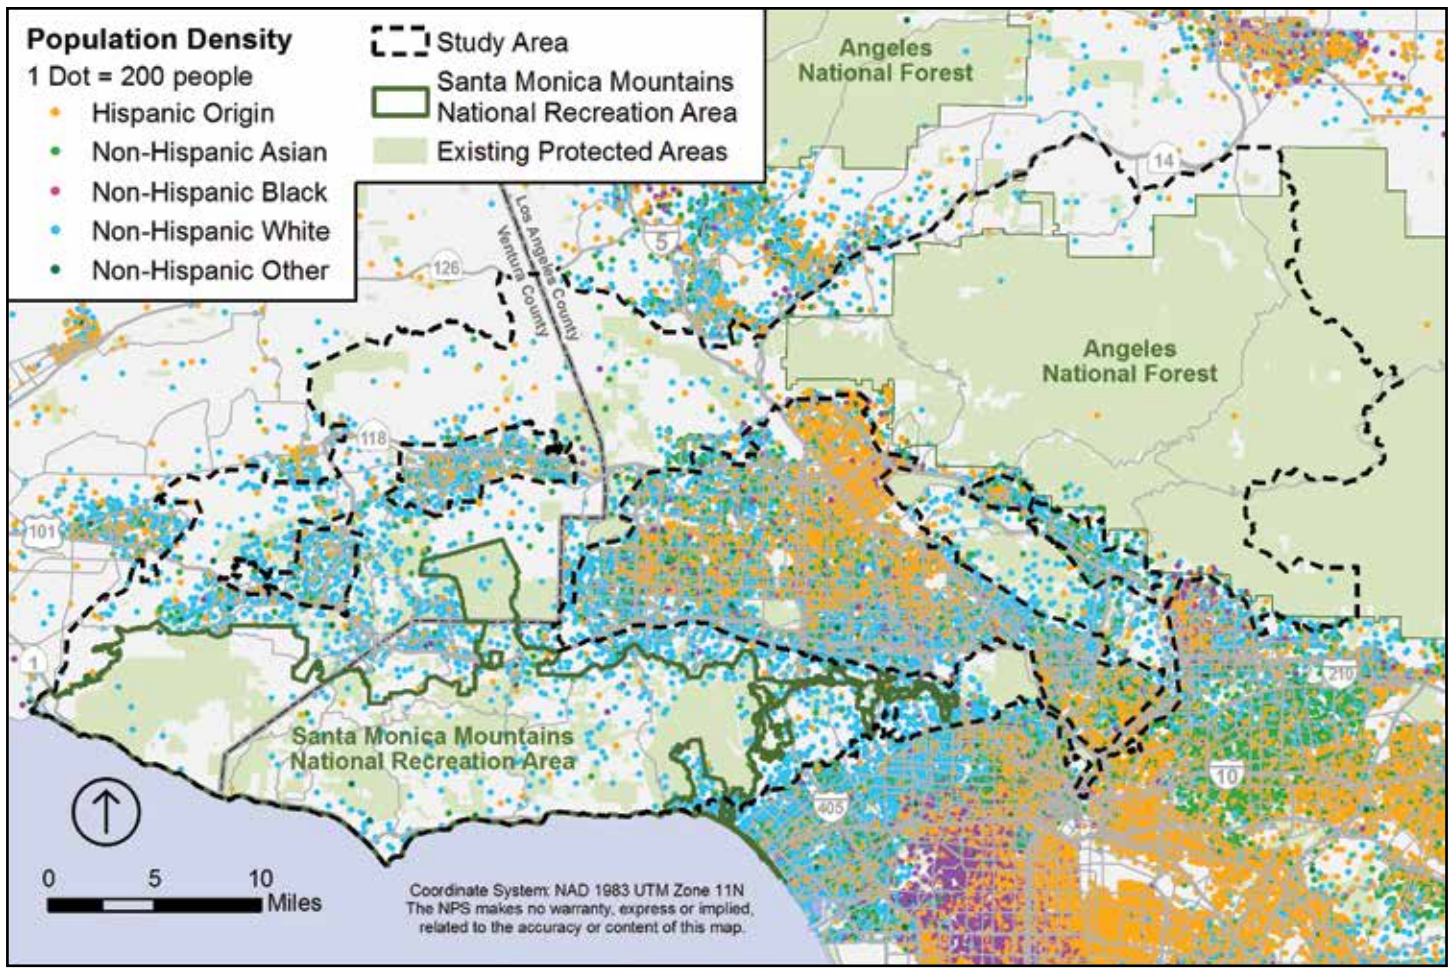 Population Density
1 Dot = 200 people
Hispanic Origin
Non-Hispanic Asian
Non-Hispanic Black
Non-Hispanic White
Non-Hispanic Other
Study Area
Santa Monica Mountains
National Recreation Area
Existing Protected Areas
Angeles
National Forest
14
Los Angeles County
Ventura County
5
126
Angeles
National Forest
118
101
1
210
Santa Monica Mountains
National Recreation Area
10
405
0 5 10
Miles
Coordinate System: NAD 1983 UTM Zone 11N
The NPS makes no warranty, express or implied,
related to the accuracy or content of this map.